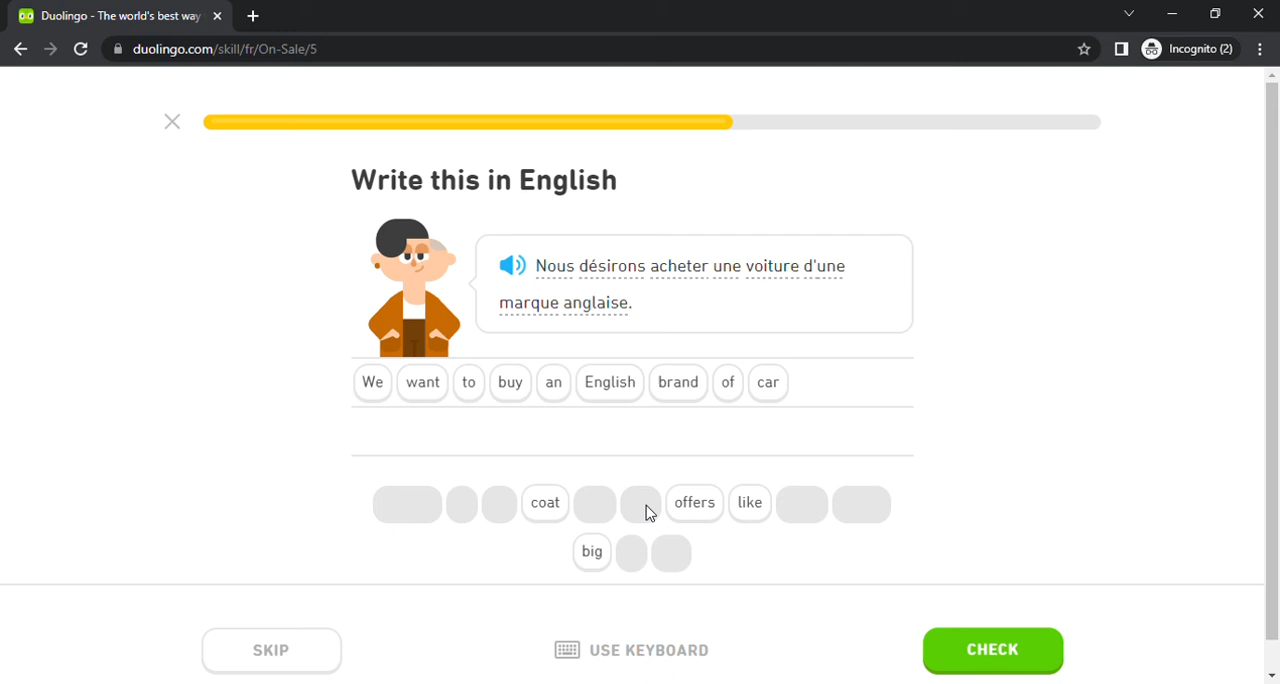 Duolingo - The world's best way
duolingo.com/skill/fr/On-Sale/5
Incognito (2)
Write this in English
Nous désirons acheter une voiture d'une
marque anglaise.
We want to buy an English brand of car
coat offers like
big
SKIP
USE KEYBOARD
CHECK